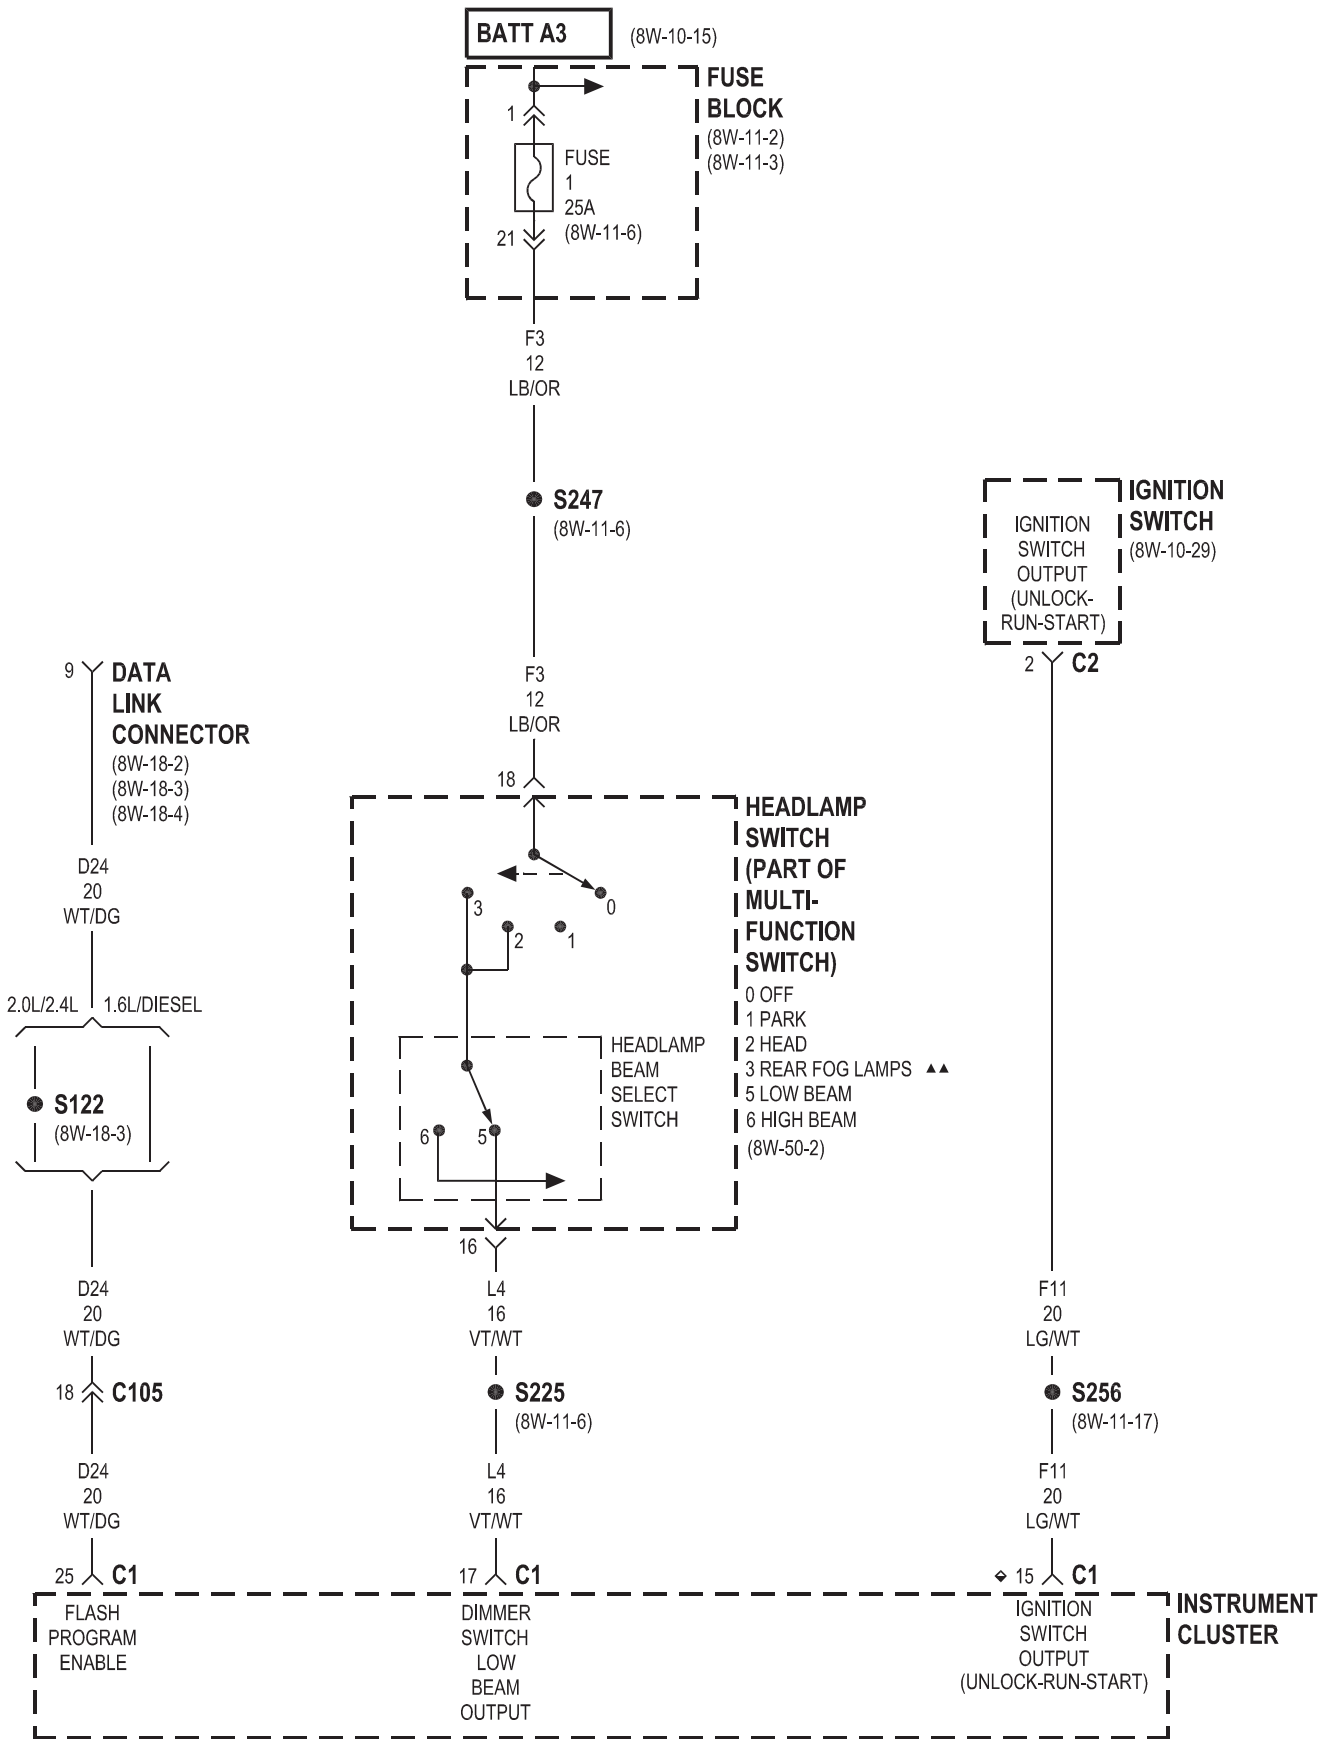 BATT A3 (8W-10-15)
FUSE
BLOCK
(8W-11-2)
(8W-11-3)
1
FUSE
1
25A
(8W-11-6)
21
F3
12
LB/OR
S247
(8W-11-6)
F3
12
LB/OR
18
IGNITION
SWITCH
(8W-10-29)
IGNITION
SWITCH
OUTPUT
(UNLOCK-
RUN-START)
2 C2
9 DATA
LINK
CONNECTOR
(8W-18-2)
(8W-18-3)
(8W-18-4)
D24
20
WT/DG
2.0L/2.4L 1.6L/DIESEL
S122
(8W-18-3)
HEADLAMP
SWITCH
(PART OF
MULTI-
FUNCTION
SWITCH)
0 OFF
1 PARK
2 HEAD
3 REAR FOG LAMPS ▲▲
5 LOW BEAM
6 HIGH BEAM
(8W-50-2)
3 0
2 1
HEADLAMP
BEAM
SELECT
SWITCH
6 5
16
D24
20
WT/DG
18 C105
D24
20
WT/DG
25 C1
L4
16
VT/WT
S225
(8W-11-6)
L4
16
VT/WT
17 C1
F11
20
LG/WT
S256
(8W-11-17)
F11
20
LG/WT
15 C1
INSTRUMENT
CLUSTER
FLASH
PROGRAM
ENABLE
DIMMER
SWITCH
LOW
BEAM
OUTPUT
IGNITION
SWITCH
OUTPUT
(UNLOCK-RUN-START)